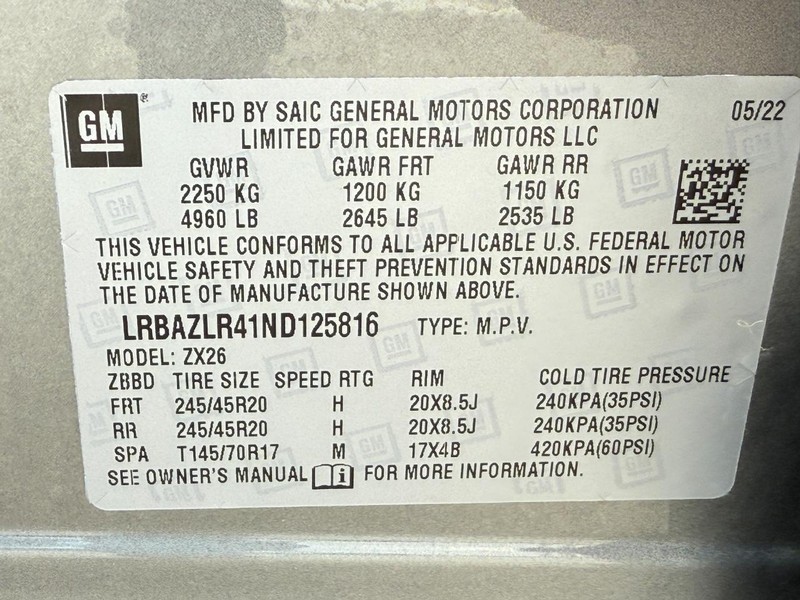 GM ® MFD BY SAIC GENERAL MOTORS CORPORATION 05/22
LIMITED FOR GENERAL MOTORS LLC
GVWR GAWR FRT GAWR RR
2250 KG 1200 KG 1150 KG
4960 LB 2645 LB 2535 LB
THIS VEHICLE CONFORMS TO ALL APPLICABLE U.S. FEDERAL MOTOR
VEHICLE SAFETY AND THEFT PREVENTION STANDARDS IN EFFECT ON
THE DATE OF MANUFACTURE SHOWN ABOVE.
LRBAZLR41ND125816 TYPE: M.P.V.
MODEL: ZX26
ZBBD TIRE SIZE SPEED RTG RIM COLD TIRE PRESSURE
FRT 245/45R20 H 20X8.5J 240KPA(35PSI)
RR 245/45R20 H 20X8.5J 240KPA(35PSI)
SPA T145/70R17 M 17X4B 420KPA(60PSI)
SEE OWNER'S MANUAL i FOR MORE INFORMATION.